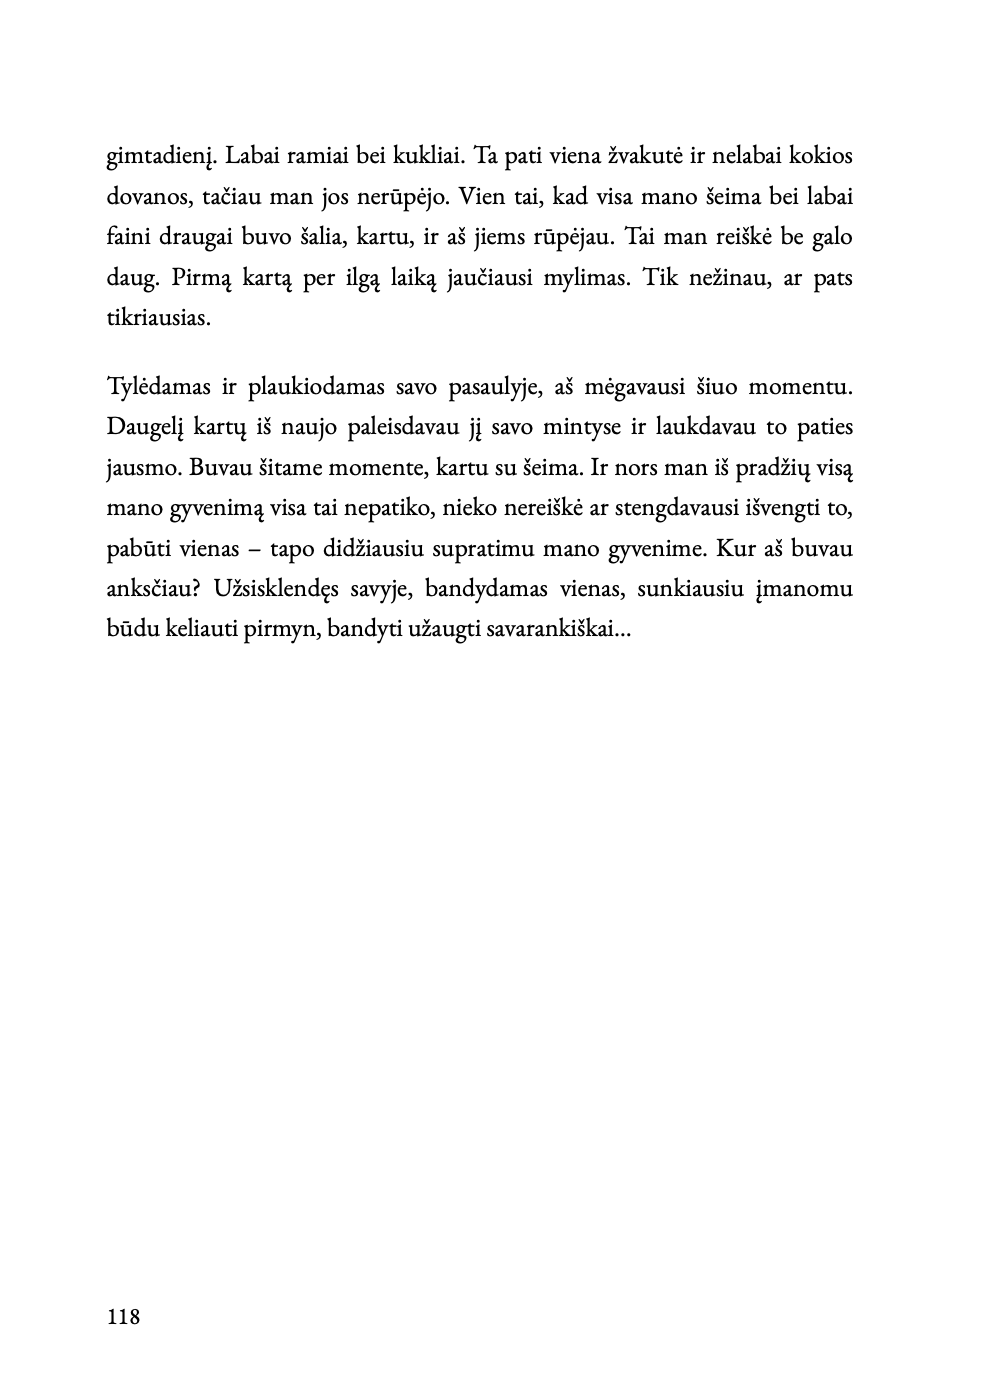 gimtadienį. Labai ramiai bei kukliai. Ta pati viena žvakutė ir nelabai kokios
dovanos, tačiau man jos nerūpėjo. Vien tai, kad visa mano šeima bei labai
faini draugai buvo šalia, kartu, ir aš jiems rūpėjau. Tai man reiškė be galo
daug. Pirmą kartą per ilgą laiką jaučiausi mylimas. Tik nežinau, ar pats
tikriausias.
Tylėdamas ir plaukiodamas savo pasaulyje, aš mėgavausi šiuo momentu.
Daugelį kartų iš naujo paleisdavau jį savo mintyse ir laukdavau to paties
jausmo. Buvau šitame momente, kartu su šeima. Ir nors man iš pradžių visą
mano gyvenimą visa tai nepatiko, nieko nereiškė ar stengdavausi išvengti to,
pabūti vienas – tapo didžiausiu supratimu mano gyvenime. Kur aš buvau
anksčiau? Užsisklendęs savyje, bandydamas vienas, sunkiausiu įmanomu
būdu keliauti pirmyn, bandyti užaugti savarankiškai...
118